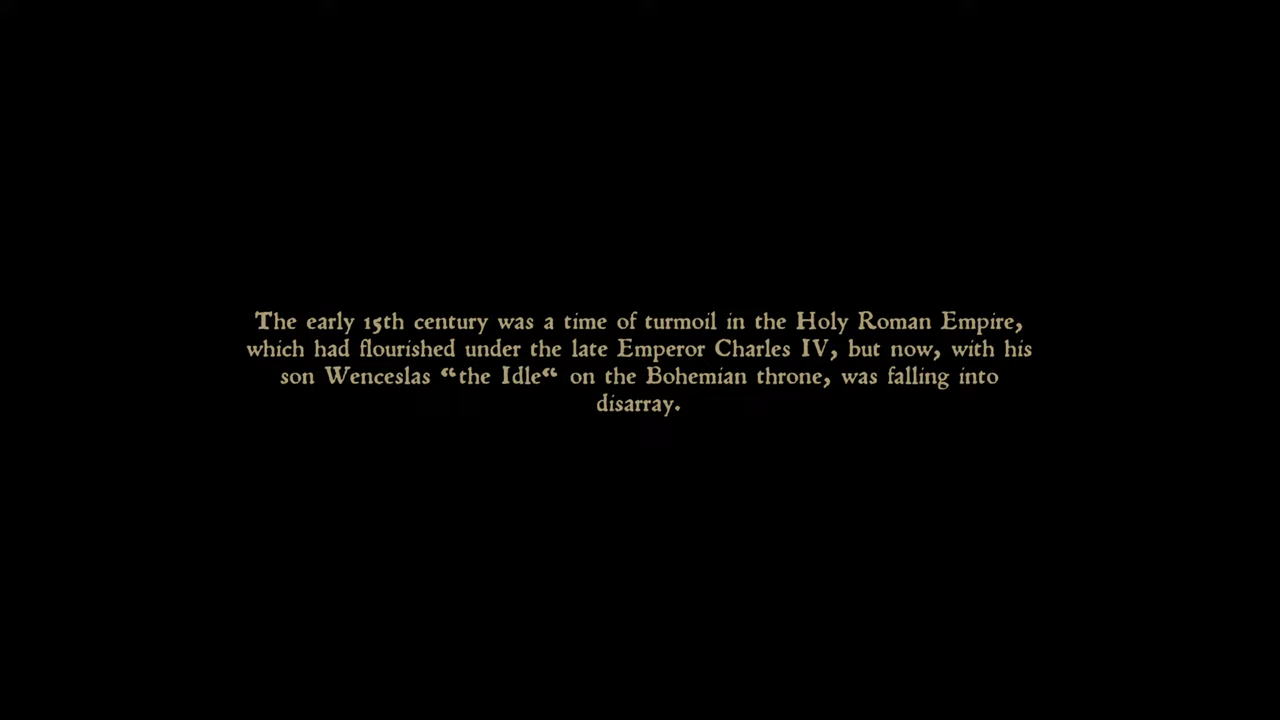 The early 15th century was a time of turmoil in the Holy Roman Empire,
which had flourished under the late Emperor Charles IV, but now, with his
son Wenceslas “the Idle“ on the Bohemian throne, was falling into
disarray.